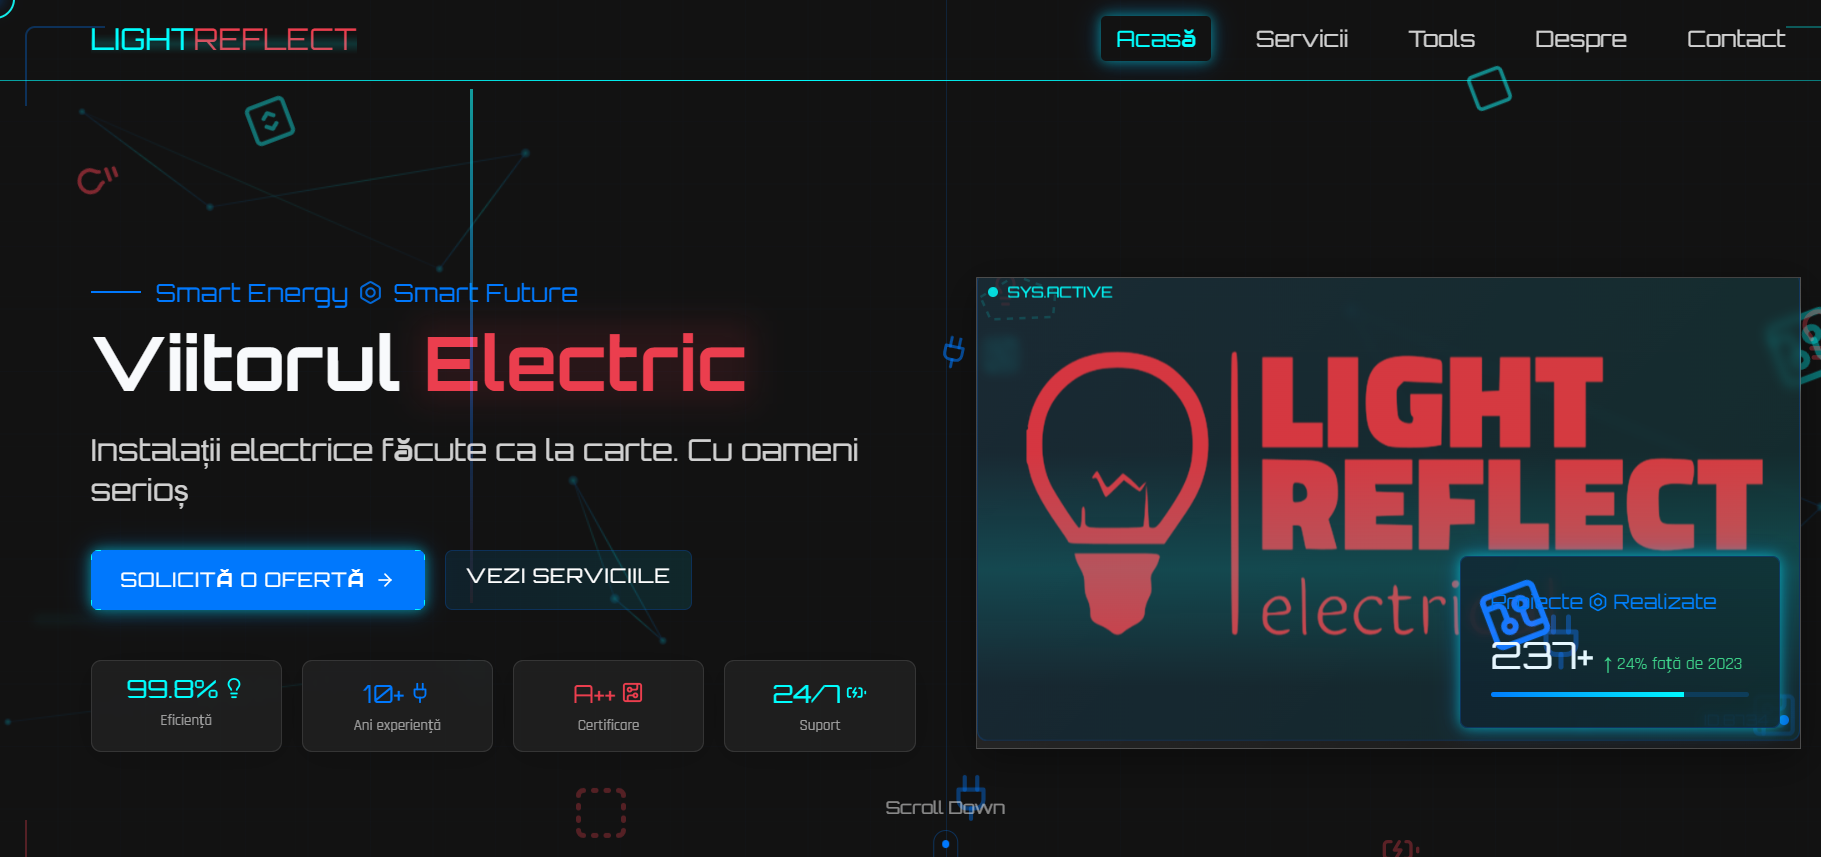 LIGHTREFLECT
Acasă
Servicii
Tools
Despre
Contact
Smart Energy Smart Future
Viitorul Electric
Instalații electrice făcute ca la carte. Cu oameni
serioș
SOLICITĂ O OFERTĂ →
VEZI SERVICIILE
99.8%
Eficiență
10+
Ani experiență
A++
Certificare
24/7
Suport
SYS.ACTIVE
LIGHT
REFLECT
electri
Proiecte Realizate
237+ ↑ 24% față de 2023
Scroll Down